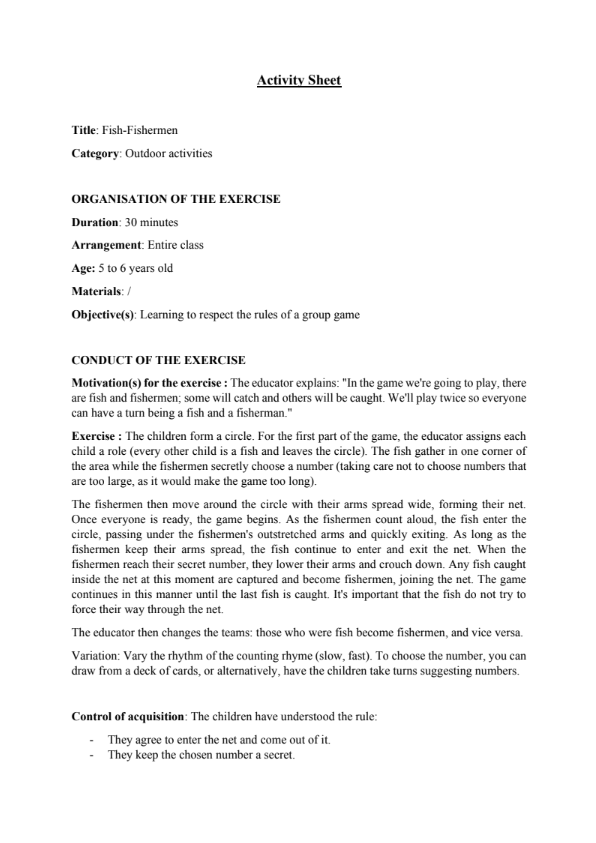 Activity Sheet
Title: Fish-Fishermen
Category: Outdoor activities
ORGANISATION OF THE EXERCISE
Duration: 30 minutes
Arrangement: Entire class
Age: 5 to 6 years old
Materials: /
Objective(s): Learning to respect the rules of a group game
CONDUCT OF THE EXERCISE
Motivation(s) for the exercise : The educator explains: "In the game we're going to play, there
are fish and fishermen; some will catch and others will be caught. We'll play twice so everyone
can have a turn being a fish and a fisherman."
Exercise : The children form a circle. For the first part of the game, the educator assigns each
child a role (every other child is a fish and leaves the circle). The fish gather in one corner of
the area while the fishermen secretly choose a number (taking care not to choose numbers that
are too large, as it would make the game too long).
The fishermen then move around the circle with their arms spread wide, forming their net.
Once everyone is ready, the game begins. As the fishermen count aloud, the fish enter the
circle, passing under the fishermen's outstretched arms and quickly exiting. As long as the
fishermen keep their arms spread, the fish continue to enter and exit the net. When the
fishermen reach their secret number, they lower their arms and crouch down. Any fish caught
inside the net at this moment are captured and become fishermen, joining the net. The game
continues in this manner until the last fish is caught. It's important that the fish do not try to
force their way through the net.
The educator then changes the teams: those who were fish become fishermen, and vice versa.
Variation: Vary the rhythm of the counting rhyme (slow, fast). To choose the number, you can
draw from a deck of cards, or alternatively, have the children take turns suggesting numbers.
Control of acquisition: The children have understood the rule:
- They agree to enter the net and come out of it.
- They keep the chosen number a secret.